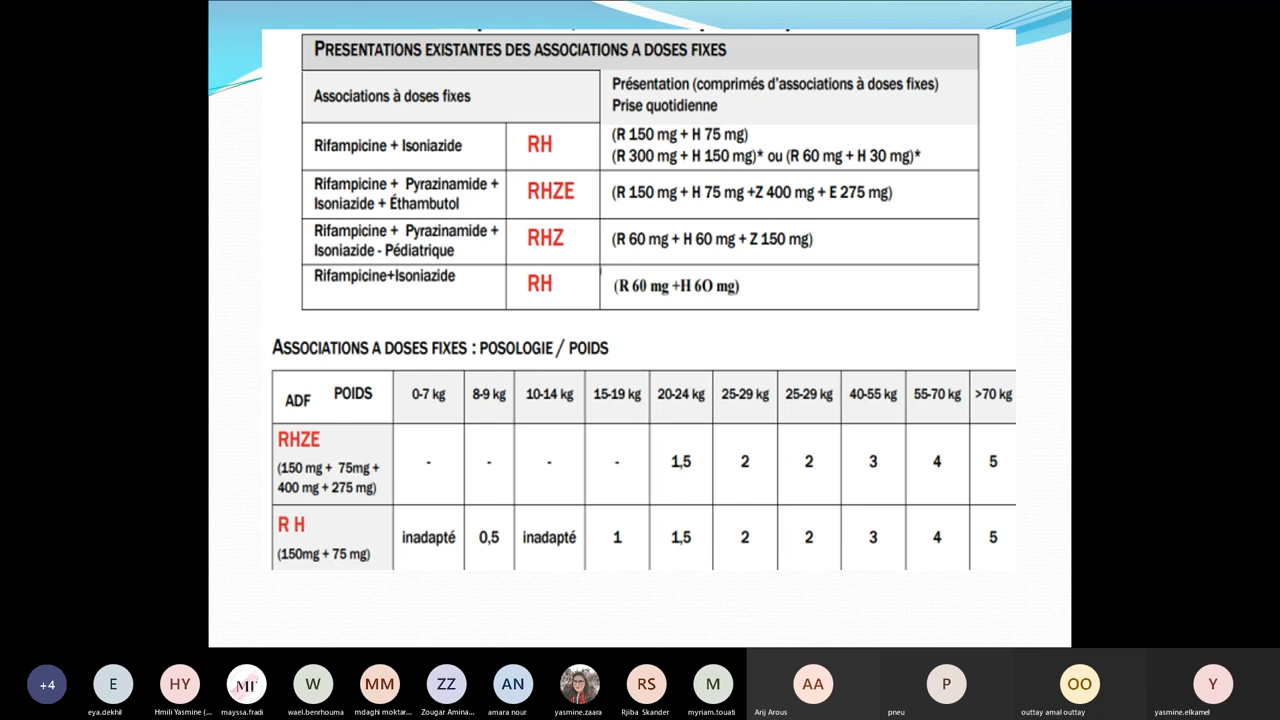 PRESENTATIONS EXISTANTES DES ASSOCIATIONS A DOSES FIXES
Associations à doses fixes
Présentation (comprimés d'associations à doses fixes)
Prise quotidienne
Rifampicine + Isoniazide
RH
(R 150 mg + H 75 mg)
(R 300 mg + H 150 mg)* ou (R 60 mg + H 30 mg)*
Rifampicine + Pyrazinamide +
Isoniazide + Éthambutol
RHZE
(R 150 mg + H 75 mg +Z 400 mg + E 275 mg)
Rifampicine + Pyrazinamide +
Isoniazide - Pédiatrique
RHZ
(R 60 mg + H 60 mg + Z 150 mg)
Rifampicine+Isoniazide
RH
(R 60 mg +H 6O mg)
ASSOCIATIONS A DOSES FIXES : POSOLOGIE / POIDS
ADF POIDS 0-7 kg 8-9 kg 10-14 kg 15-19 kg 20-24 kg 25-29 kg 25-29 kg 40-55 kg 55-70 kg >70 kg
RHZE
(150 mg + 75mg +
400 mg + 275 mg)
- - - - 1,5 2 2 3 4 5
R H
(150mg + 75 mg)
inadapté 0,5 inadapté 1 1,5 2 2 3 4 5
+4 E HY MI W MM ZZ AN RS M AA P OO Y
eya.dekhil Hmili Yasmine (... mayssa.fradi wael.benrhouma mdaghi moktar... Zougar Amina... amara nour yasmine.zaara Rjiba Skander myriam.touati Arij Arous pneu outtay amal outtay yasmine.elkamel